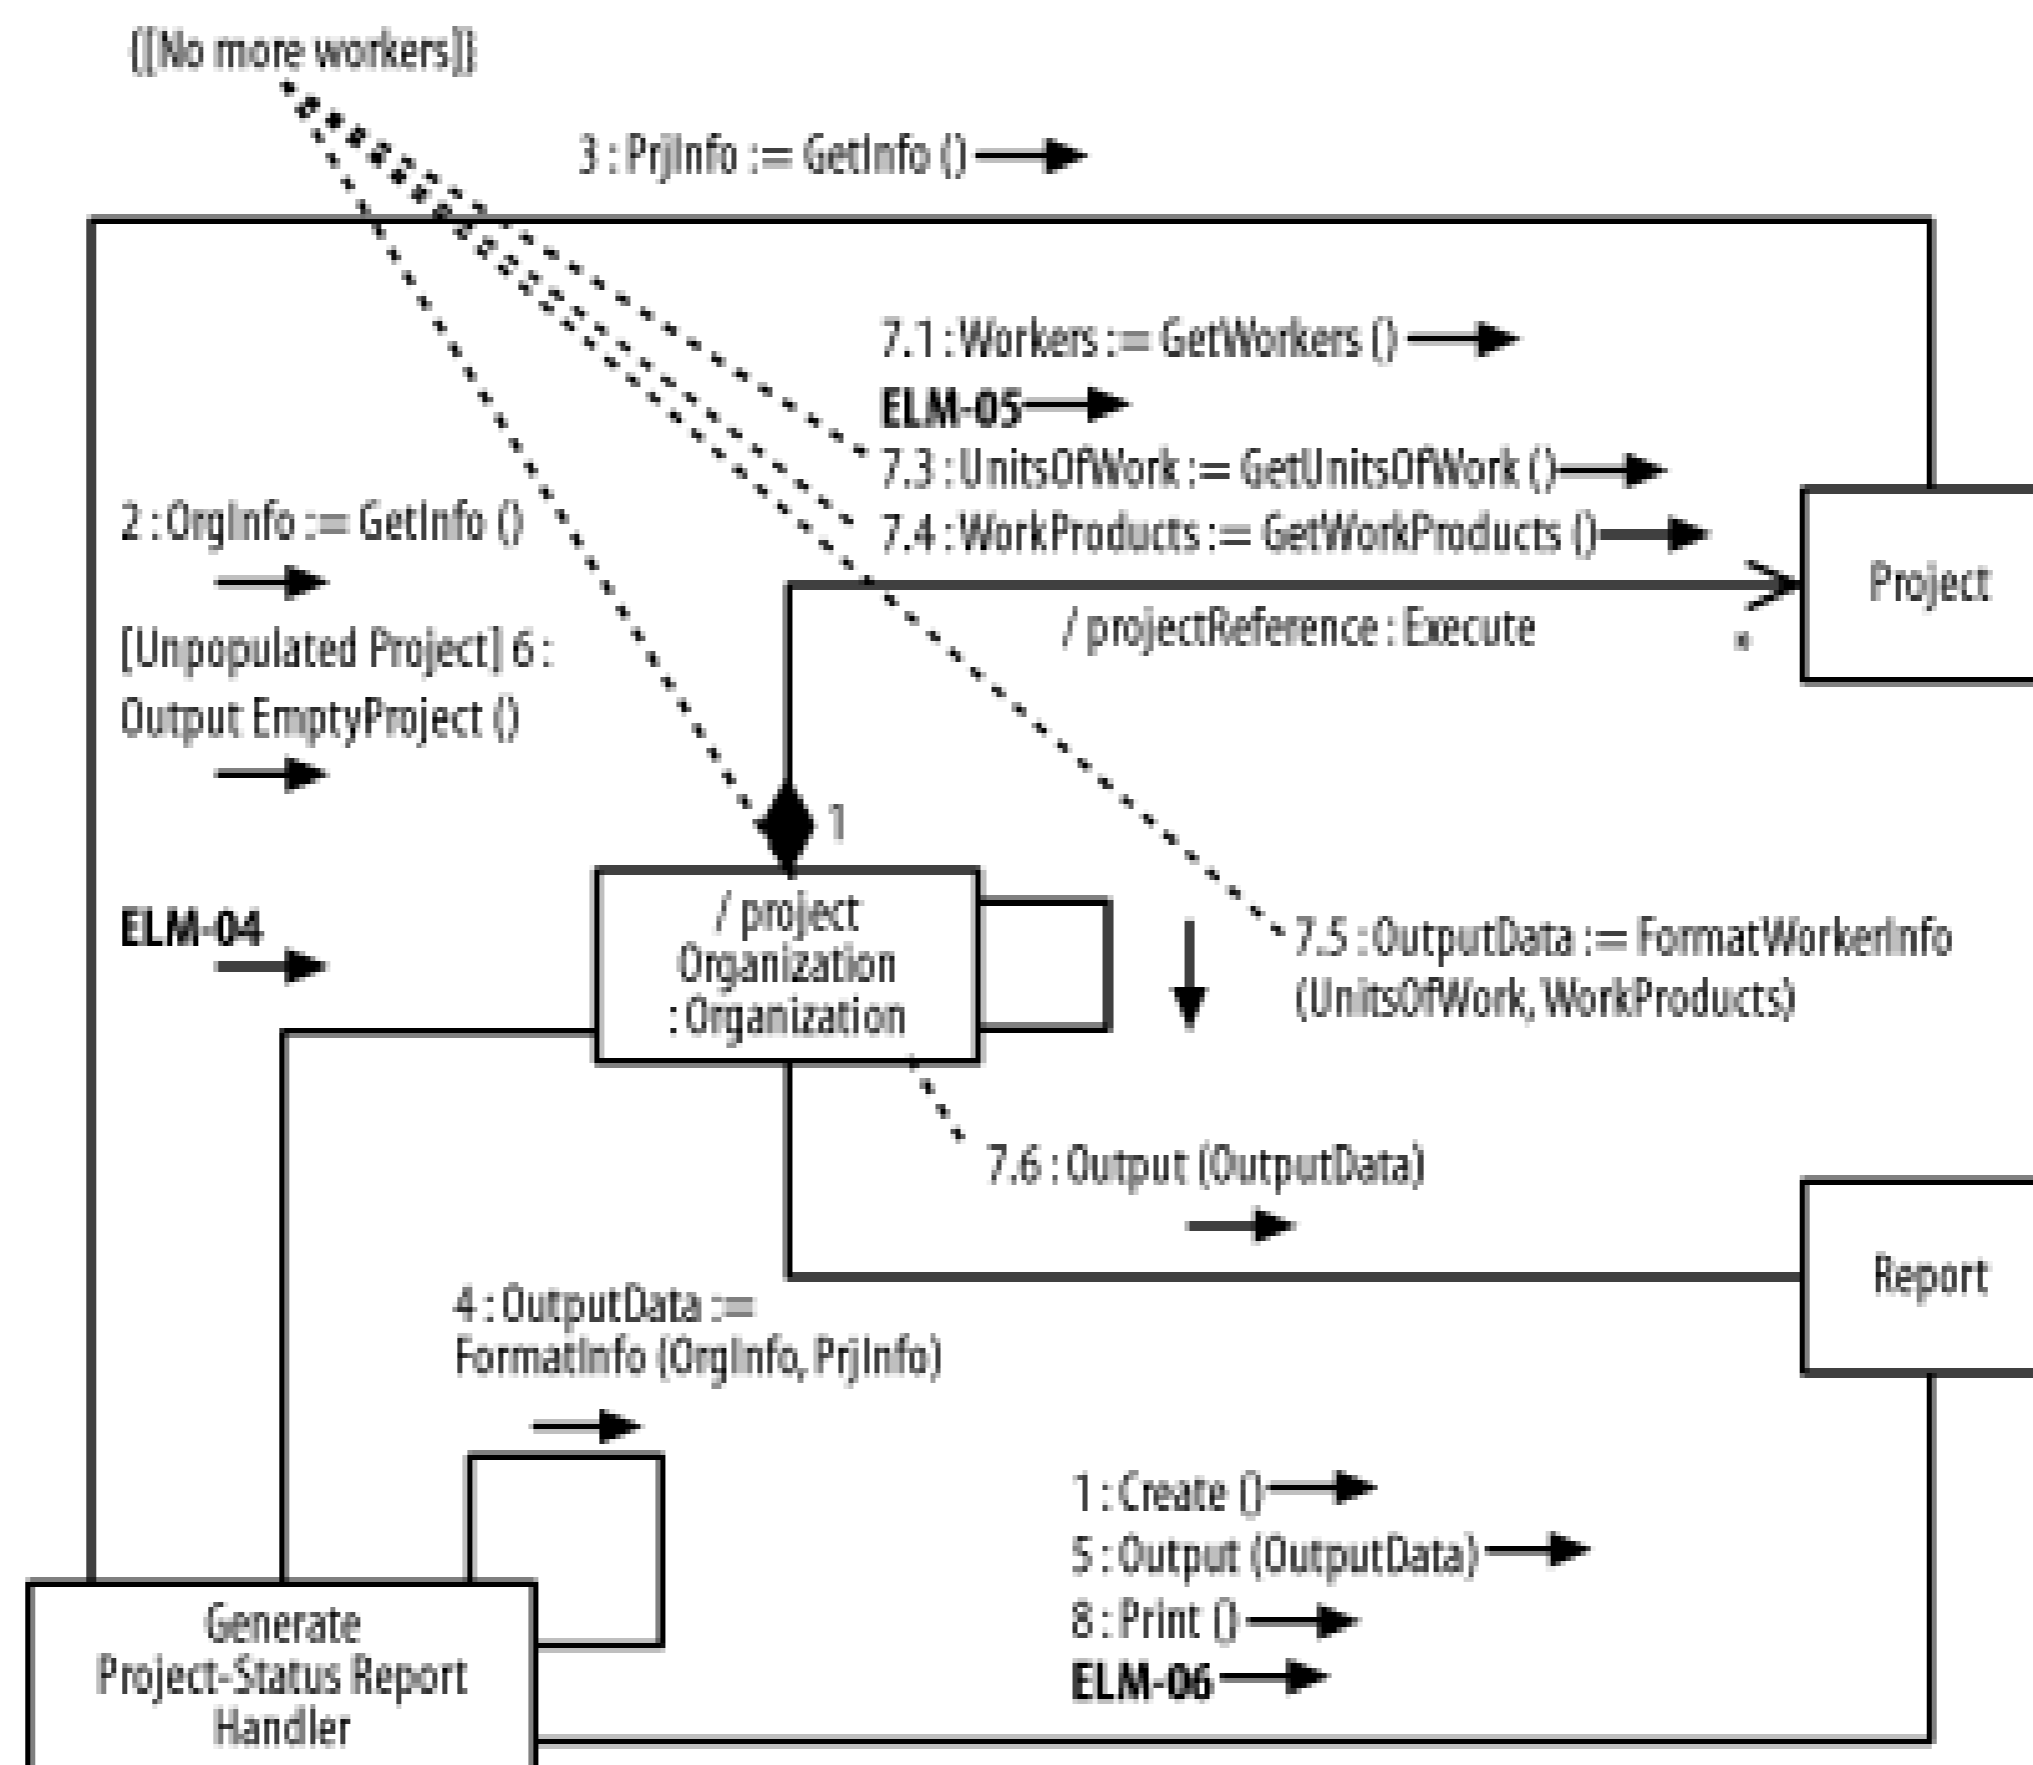 {[No more workers]}
3 : PrjInfo := GetInfo ()
7.1 : Workers := GetWorkers ()
ELM-05
7.3 : UnitsOfWork := GetUnitsOfWork ()
7.4 : WorkProducts := GetWorkProducts ()
2 : OrgInfo := GetInfo ()
[Unpopulated Project] 6 :
Output EmptyProject ()
Project
/ projectReference : Execute
*
1
ELM-04
/ project
Organization
: Organization
7.5 : OutputData := FormatWorkerInfo
(UnitsOfWork, WorkProducts)
7.6 : Output (OutputData)
Report
4 : OutputData :=
FormatInfo (OrgInfo, PrjInfo)
1 : Create ()
5 : Output (OutputData)
8 : Print ()
ELM-06
Generate
Project-Status Report
Handler